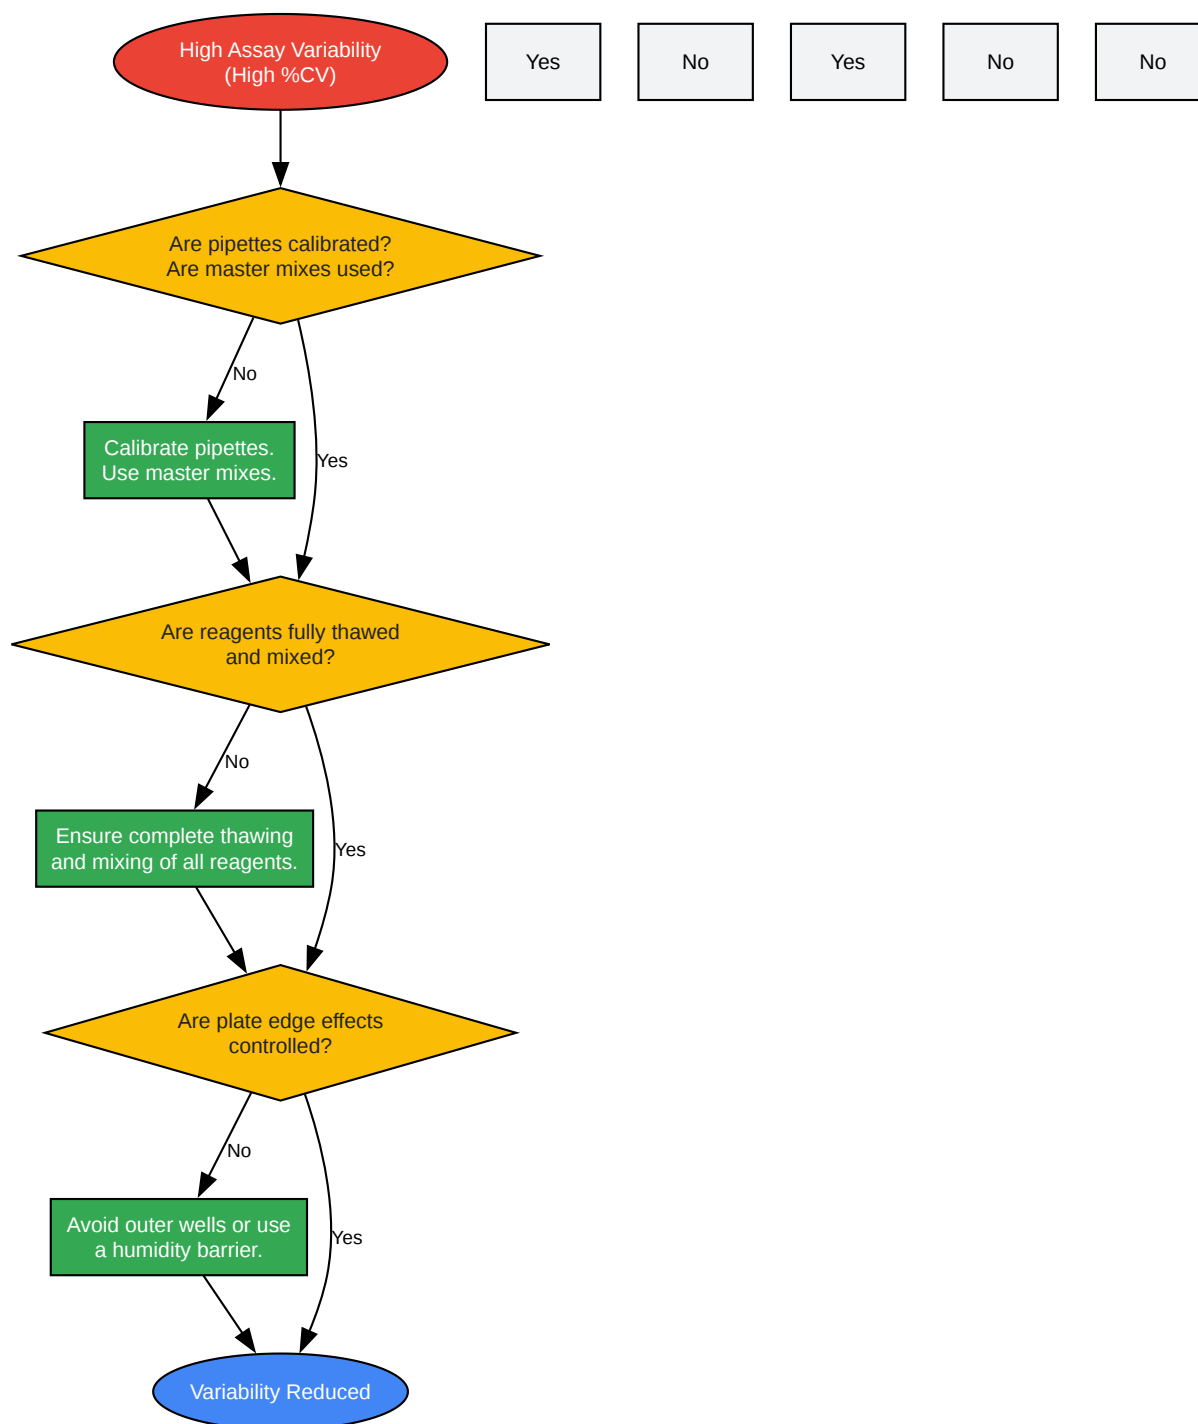 High Assay Variability
(High %CV)
Yes
No
Yes
No
No
Are pipettes calibrated?
Are master mixes used?
No
Calibrate pipettes.
Use master mixes.
Yes
Are reagents fully thawed
and mixed?
No
Ensure complete thawing
and mixing of all reagents.
Yes
Are plate edge effects
controlled?
No
Avoid outer wells or use
a humidity barrier.
Yes
Variability Reduced